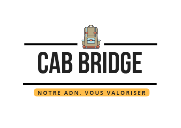 CAB BRIDGE
NOTRE ADN, VOUS VALORISER